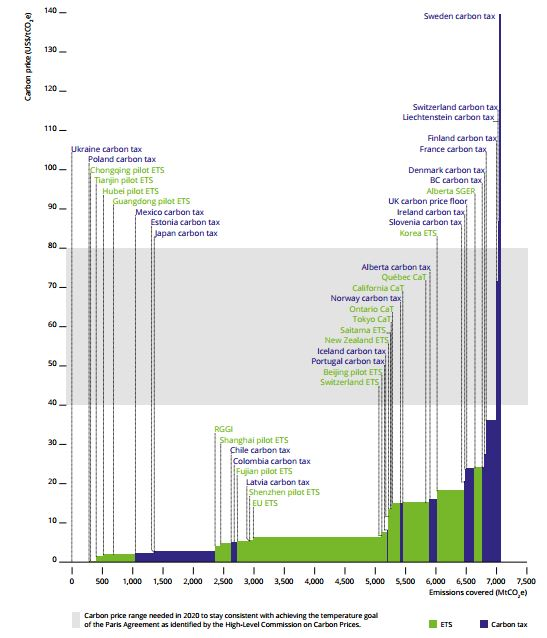 Carbon price (US$/tCO2e)
140
130
120
110
100
90
80
70
60
50
40
30
20
10
0
Sweden carbon tax
Switzerland carbon tax
Liechtenstein carbon tax
Finland carbon tax
France carbon tax
Denmark carbon tax
BC carbon tax
Alberta SGER
UK carbon price floor
Ireland carbon tax
Slovenia carbon tax
Korea ETS
Ukraine carbon tax
Poland carbon tax
Chongqing pilot ETS
Tianjin pilot ETS
Hubei pilot ETS
Guangdong pilot ETS
Mexico carbon tax
Estonia carbon tax
Japan carbon tax
Alberta carbon tax
Québec CaT
California CaT
Norway carbon tax
Ontario CaT
Tokyo CaT
Saitama ETS
New Zealand ETS
Iceland carbon tax
Portugal carbon tax
Beijing pilot ETS
Switzerland ETS
RGGI
Shanghai pilot ETS
Chile carbon tax
Colombia carbon tax
Fujian pilot ETS
Latvia carbon tax
Shenzhen pilot ETS
EU ETS
0 500 1,000 1,500 2,000 2,500 3,000 3,500 4,000 4,500 5,000 5,500 6,000 6,500 7,000 7,500
Emissions covered (MtCO2e)
Carbon price range needed in 2020 to stay consistent with achieving the temperature goal
of the Paris Agreement as identified by the High-Level Commission on Carbon Prices.
ETS
Carbon tax